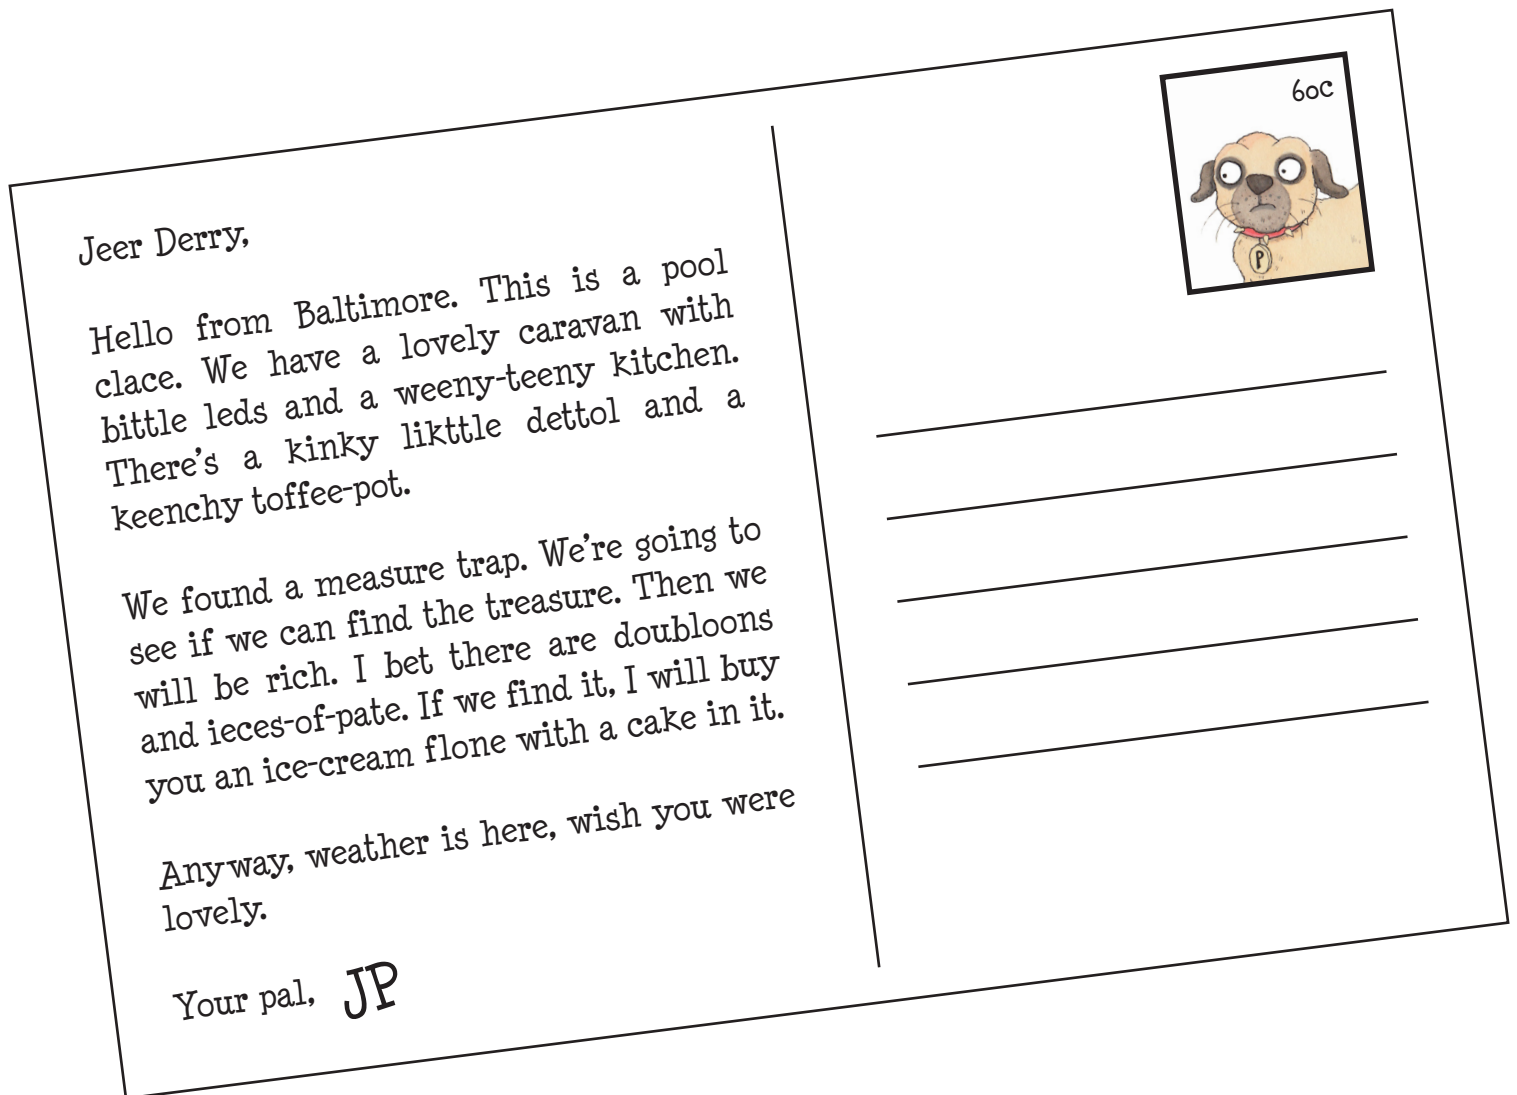 Jeer Derry,
Hello from Baltimore. This is a pool
clace. We have a lovely caravan with
bittle leds and a weeny-teeny kitchen.
There's a kinky likttle dettol and a
keenchy toffee-pot.
We found a measure trap. We're going to
see if we can find the treasure. Then we
will be rich. I bet there are doubloons
and ieces-of-pate. If we find it, I will buy
you an ice-cream flone with a cake in it.
Anyway, weather is here, wish you were
lovely.
Your pal, JP
60c
P